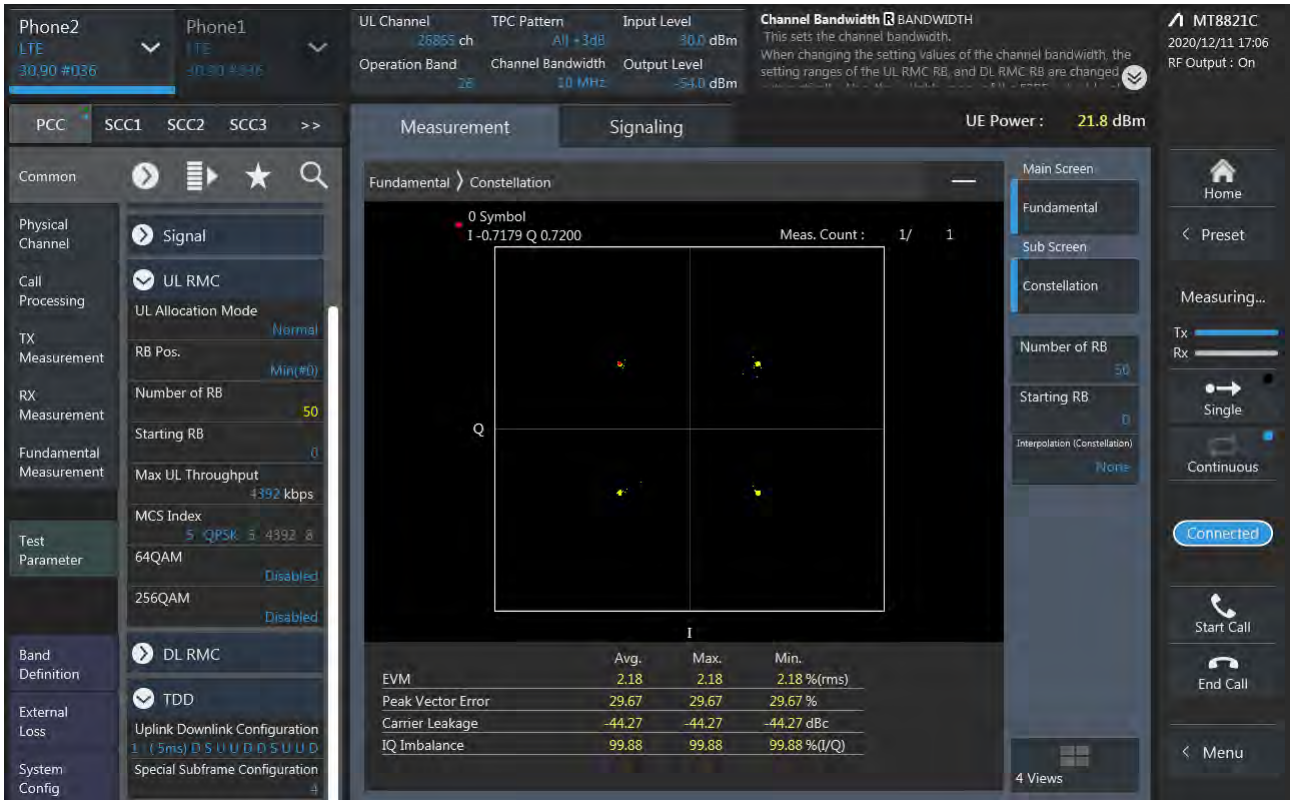 Phone2
LTE
30.90 #036
Phone1
LTE
UL Channel
26855 ch
TPC Pattern
All +3dB
Input Level
30.0 dBm
Operation Band
26
Channel Bandwidth
10 MHz
Output Level
-54.0 dBm
Channel Bandwidth R BANDWIDTH
This sets the channel bandwidth.
When changing the setting values of the channel bandwidth, the
setting ranges of the UL RMC RB, and DL RMC RB are changed
MT8821C
2020/12/11 17:06
RF Output : On
PCC SCC1 SCC2 SCC3 >>
Measurement
Signaling
UE Power : 21.8 dBm
Common
Physical
Channel
Call
Processing
TX
Measurement
RX
Measurement
Fundamental
Measurement
Test
Parameter
Band
Definition
External
Loss
System
Config
Signal
UL RMC
UL Allocation Mode
Normal
RB Pos.
Min(#0)
Number of RB
50
Starting RB
0
Max UL Throughput
4392 kbps
MCS Index
5 QPSK 5 4392 8
64QAM
Disabled
256QAM
Disabled
DL RMC
TDD
Uplink Downlink Configuration
1 ( 5ms) D S U U D D S U U D
Special Subframe Configuration
4
Fundamental 〉 Constellation
0 Symbol
I -0.7179 Q 0.7200
Meas. Count : 1/ 1
Q
I
Avg. Max. Min.
EVM 2.18 2.18 2.18 %(rms)
Peak Vector Error 29.67 29.67 29.67 %
Carrier Leakage -44.27 -44.27 -44.27 dBc
IQ Imbalance 99.88 99.88 99.88 %(I/Q)
Main Screen
Fundamental
Sub Screen
Constellation
Number of RB
50
Starting RB
0
Interpolation (Constellation)
None
4 Views
Home
< Preset
Measuring...
Tx
Rx
Single
Continuous
Connected
Start Call
End Call
< Menu